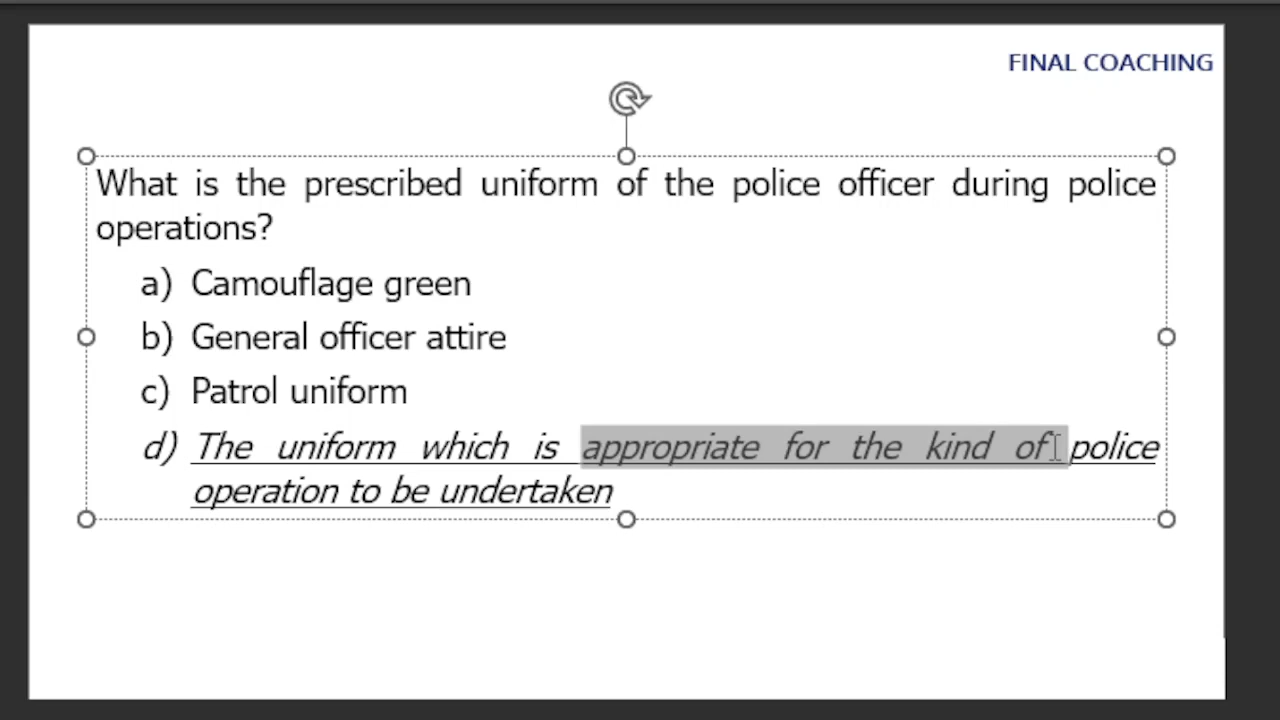 FINAL COACHING
What is the prescribed uniform of the police officer during police
operations?
a) Camouflage green
b) General officer attire
c) Patrol uniform
d) The uniform which is appropriate for the kind of police
operation to be undertaken